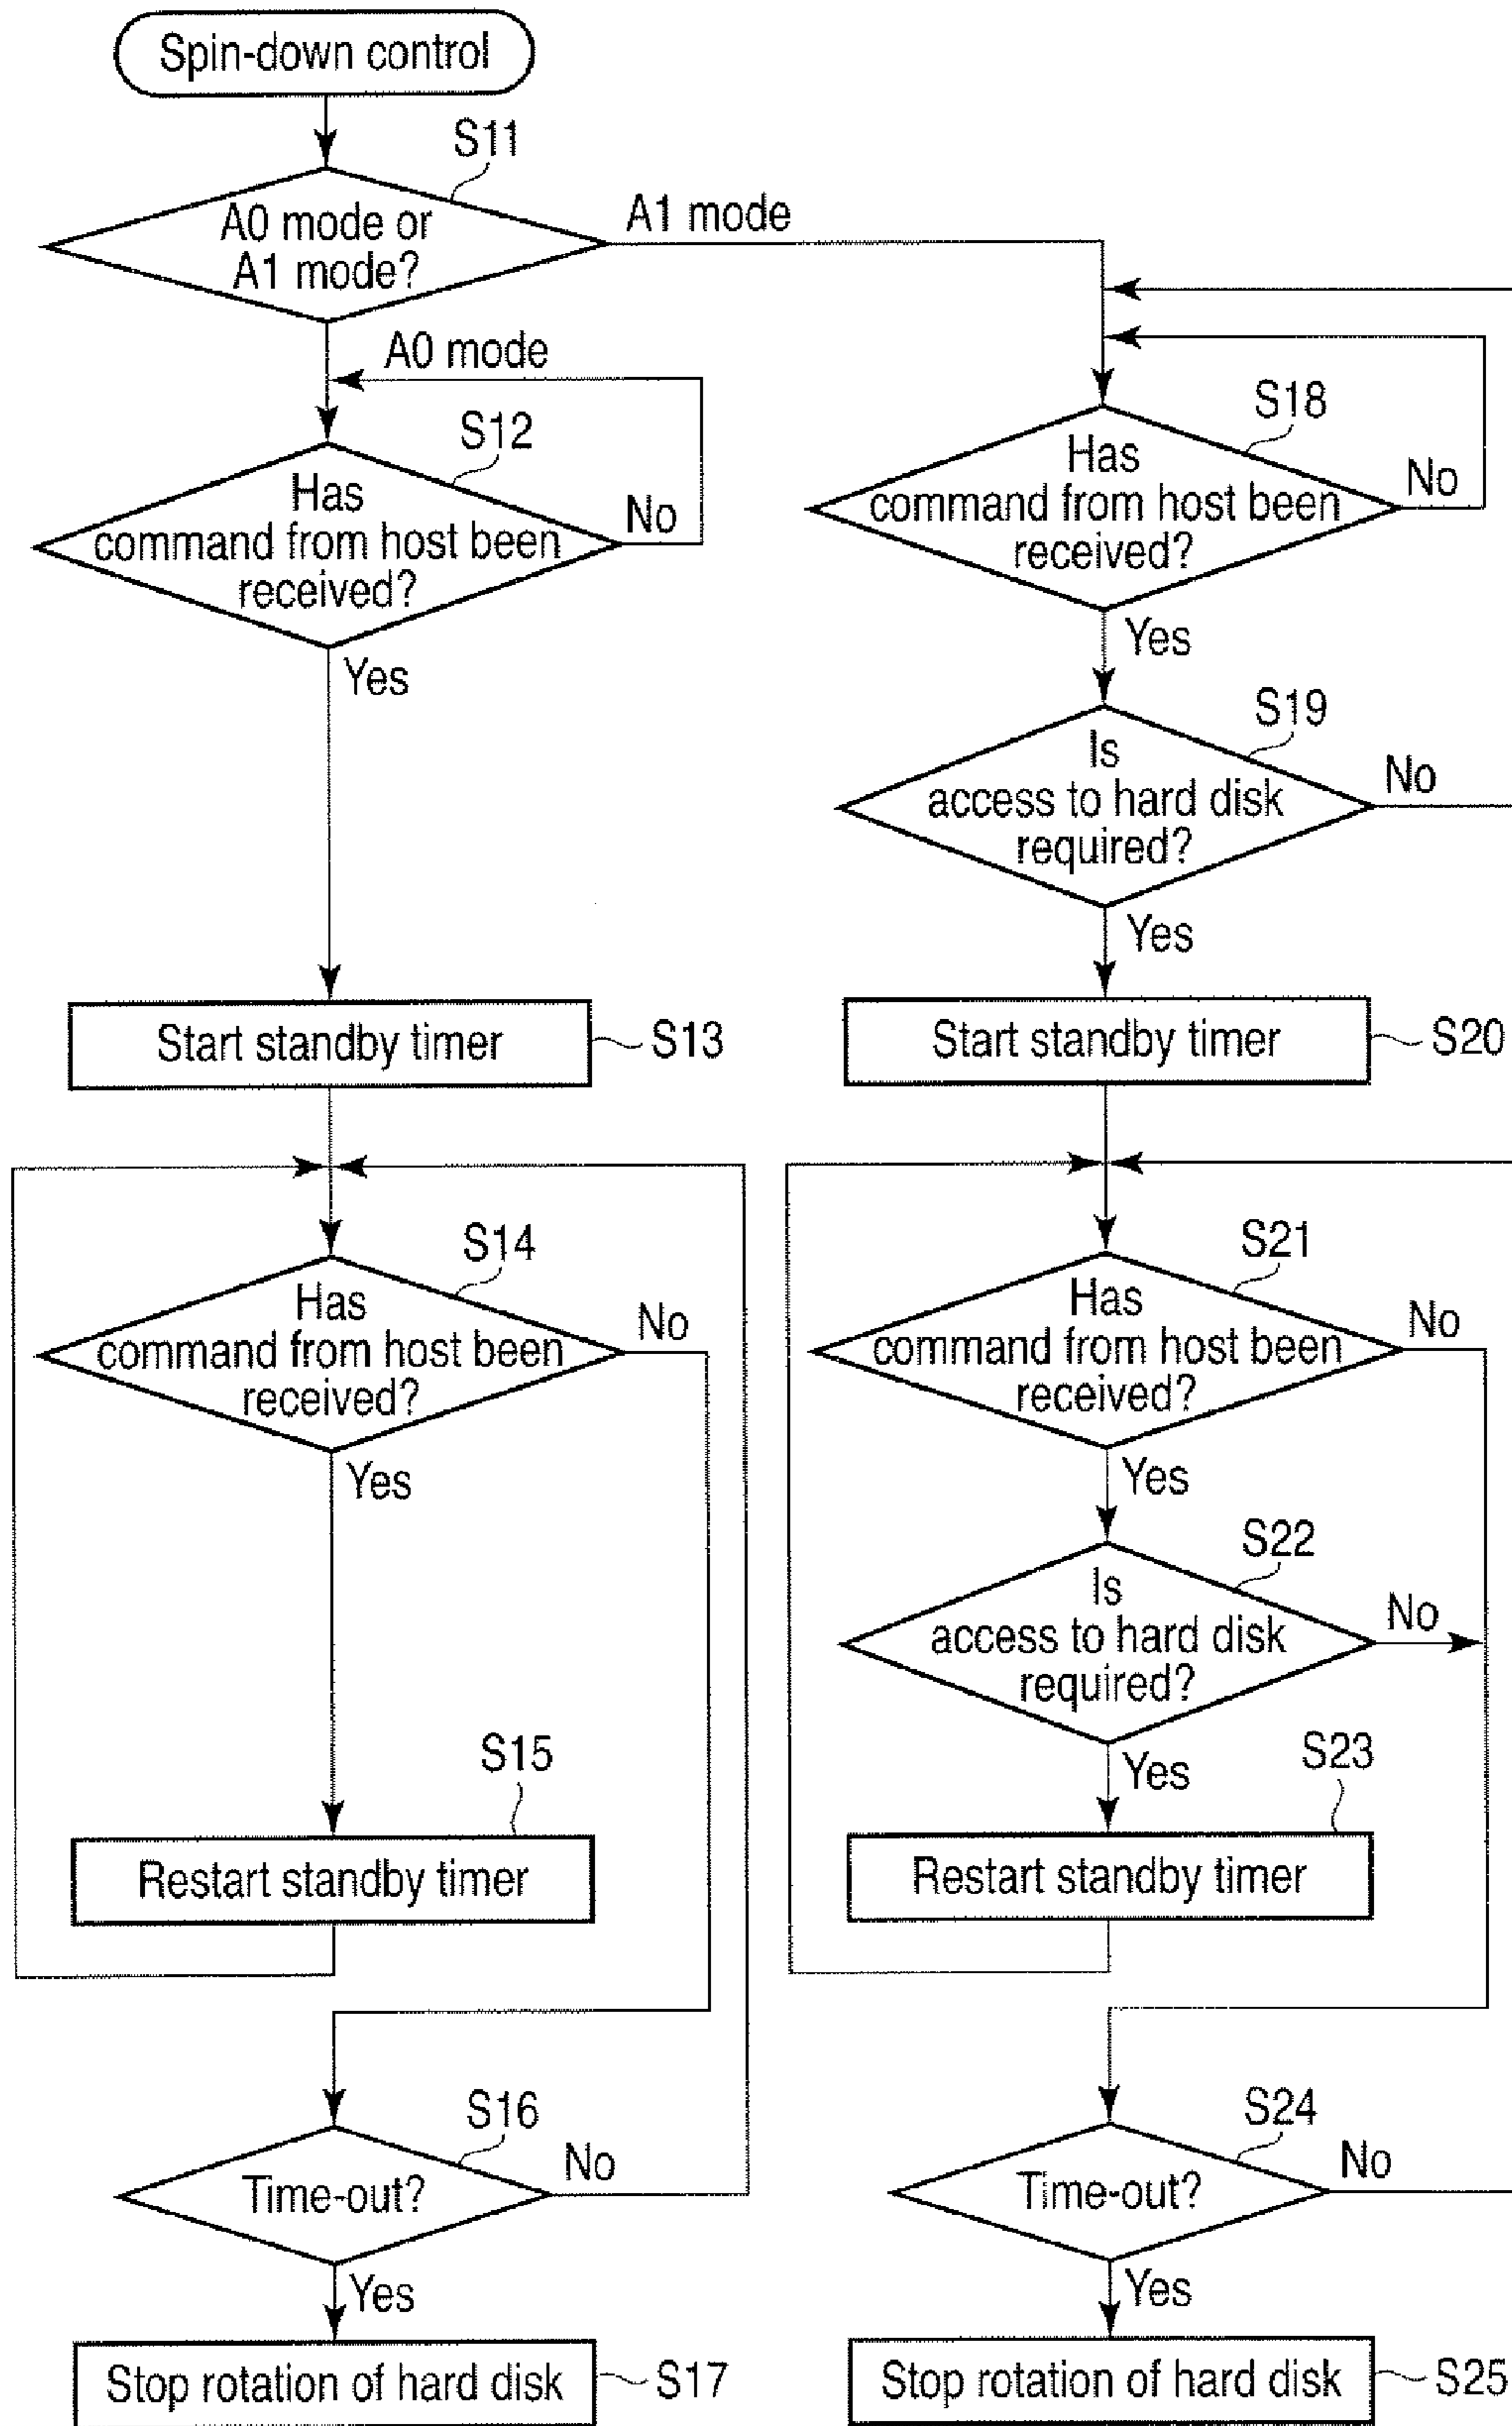 Spin-down control
S11
A0 mode or
A1 mode?
A1 mode
A0 mode
S12
Has
command from host been
received?
No
Yes
Start standby timer
S13
S14
Has
command from host been
received?
No
Yes
S15
Restart standby timer
S16
Time-out?
No
Yes
Stop rotation of hard disk
S17
S18
Has
command from host been
received?
No
Yes
S19
Is
access to hard disk
required?
No
Yes
Start standby timer
S20
S21
Has
command from host been
received?
No
Yes
S22
Is
access to hard disk
required?
No
Yes
S23
Restart standby timer
S24
Time-out?
No
Yes
Stop rotation of hard disk
S25